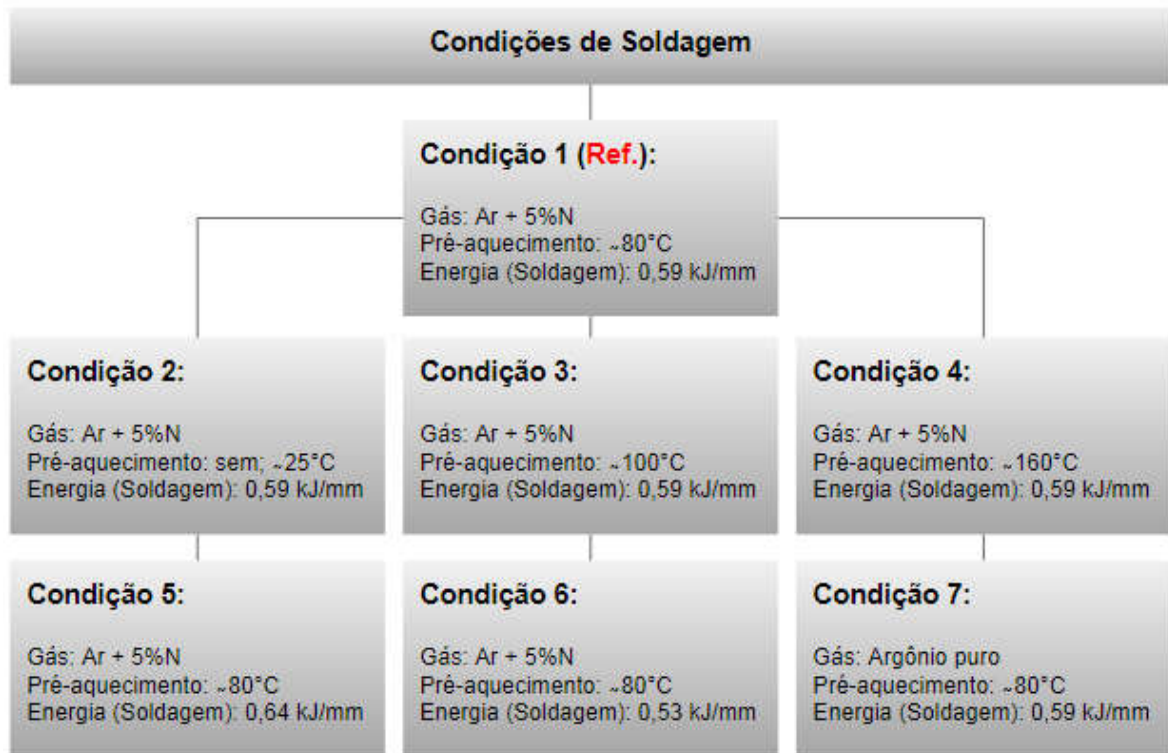 Condições de Soldagem
Condição 1 (Ref.):
Gás: Ar + 5%N
Pré-aquecimento: ~80°C
Energia (Soldagem): 0,59 kJ/mm
Condição 2:
Gás: Ar + 5%N
Pré-aquecimento: sem; ~25°C
Energia (Soldagem): 0,59 kJ/mm
Condição 3:
Gás: Ar + 5%N
Pré-aquecimento: ~100°C
Energia (Soldagem): 0,59 kJ/mm
Condição 4:
Gás: Ar + 5%N
Pré-aquecimento: ~160°C
Energia (Soldagem): 0,59 kJ/mm
Condição 5:
Gás: Ar + 5%N
Pré-aquecimento: ~80°C
Energia (Soldagem): 0,64 kJ/mm
Condição 6:
Gás: Ar + 5%N
Pré-aquecimento: ~80°C
Energia (Soldagem): 0,53 kJ/mm
Condição 7:
Gás: Argônio puro
Pré-aquecimento: ~80°C
Energia (Soldagem): 0,59 kJ/mm